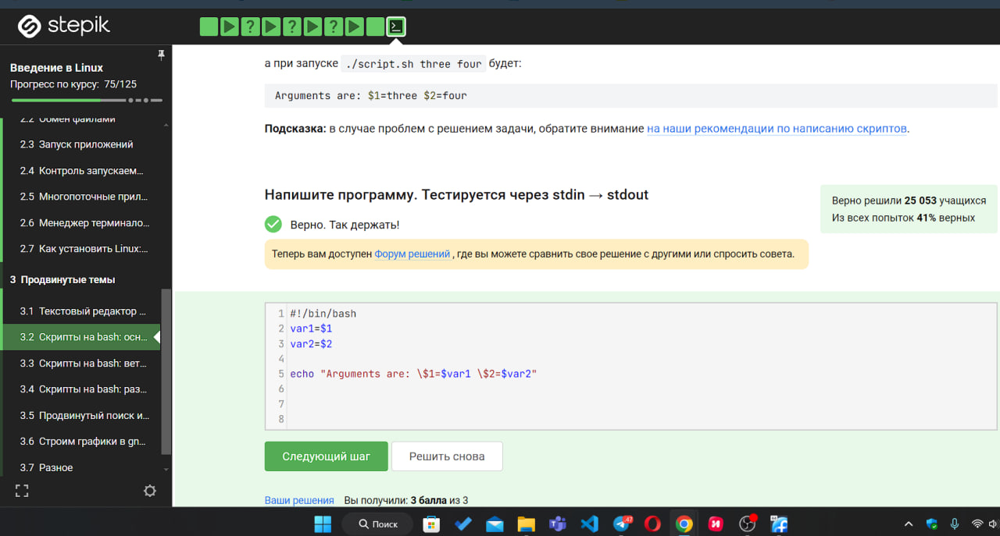 stepik
? ? ?
Введение в Linux
Прогресс по курсу: 75/125
2.2 Обмен файлами
2.3 Запуск приложений
2.4 Контроль запускаем...
2.5 Многопоточные прил...
2.6 Менеджер терминало...
2.7 Как установить Linux:...
3 Продвинутые темы
3.1 Текстовый редактор ...
3.2 Скрипты на bash: осн...
3.3 Скрипты на bash: вет...
3.4 Скрипты на bash: раз...
3.5 Продвинутый поиск и...
3.6 Строим графики в gn...
3.7 Разное
а при запуске ./script.sh three four будет:
Arguments are: $1=three $2=four
Подсказка: в случае проблем с решением задачи, обратите внимание на наши рекомендации по написанию скриптов.
Напишите программу. Тестируется через stdin → stdout
Верно. Так держать!
Теперь вам доступен Форум решений , где вы можете сравнить свое решение с другими или спросить совета.
Верно решили 25 053 учащихся
Из всех попыток 41% верных
1 #!/bin/bash
2 var1=$1
3 var2=$2
4
5 echo "Arguments are: \$1=$var1 \$2=$var2"
6
7
8
Следующий шаг
Решить снова
Ваши решения Вы получили: 3 балла из 3
Поиск
47